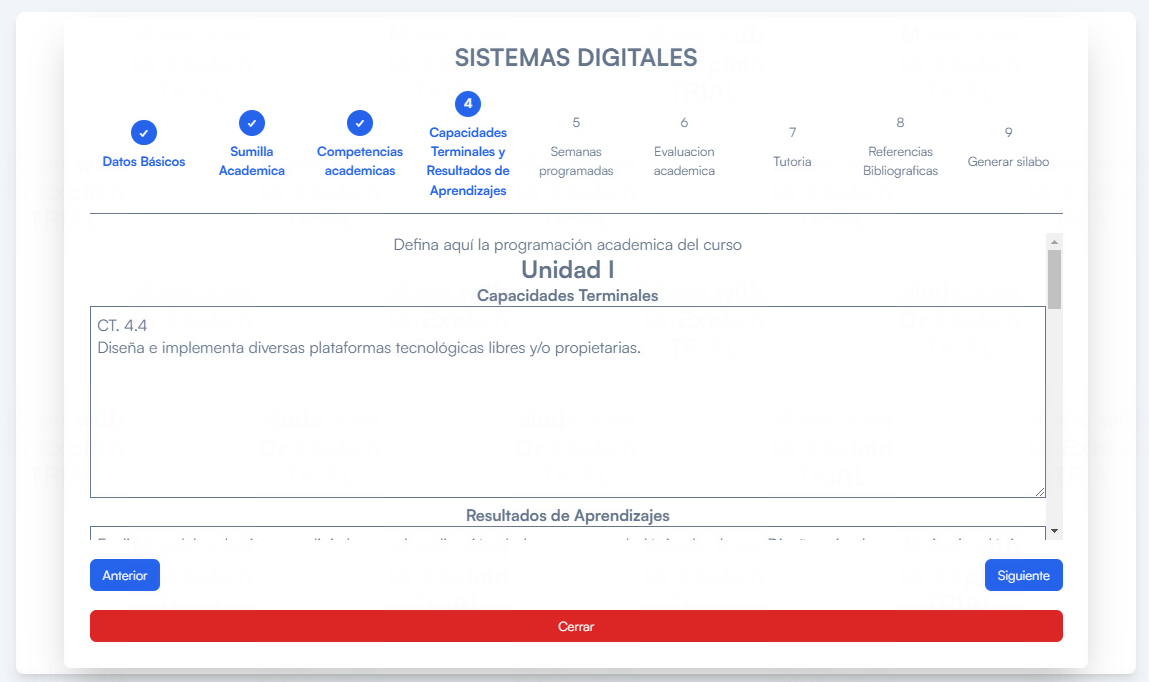 SISTEMAS DIGITALES
Datos Básicos
Sumilla
Academica
Competencias
academicas
4
Capacidades
Terminales y
Resultados de
Aprendizajes
5
Semanas
programadas
6
Evaluacion
academica
7
Tutoria
8
Referencias
Bibliograficas
9
Generar silabo
Defina aquí la programación academica del curso
Unidad I
Capacidades Terminales
CT. 4.4
Diseña e implementa diversas plataformas tecnológicas libres y/o propietarias.
Resultados de Aprendizajes
Anterior
Siguiente
Cerrar